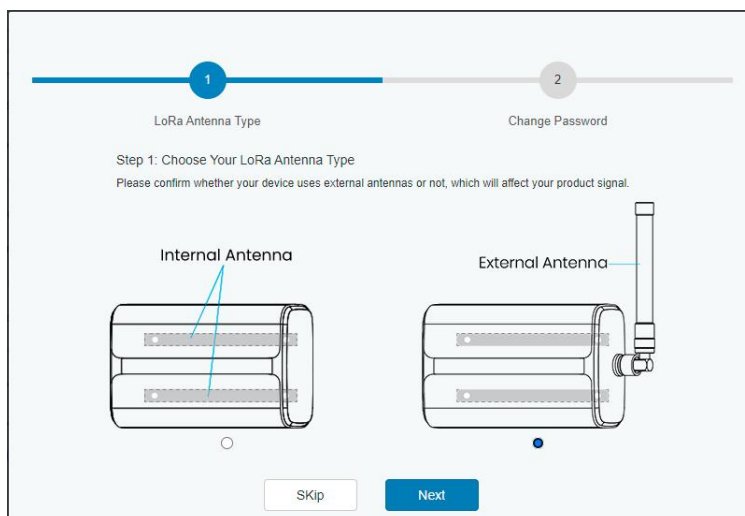 1
2
LoRa Antenna Type
Change Password
Step 1: Choose Your LoRa Antenna Type
Please confirm whether your device uses external antennas or not, which will affect your product signal.
Internal Antenna
External Antenna
SKip
Next